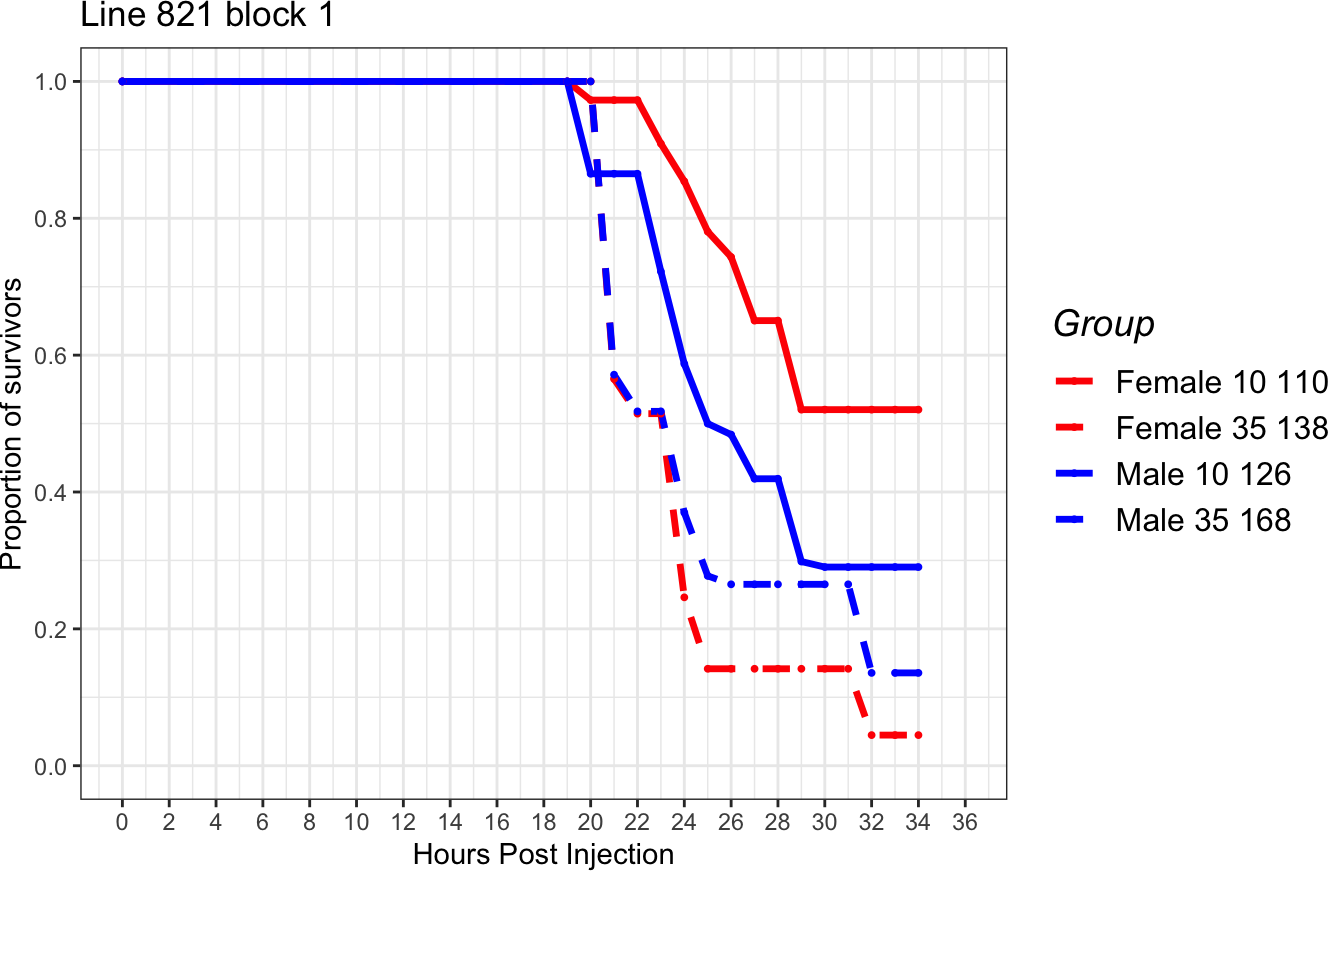 Line 821 block 1
1.0
0.8
0.6
0.4
0.2
0.0
Proportion of survivors
0 2 4 6 8 10 12 14 16 18 20 22 24 26 28 30 32 34 36
Hours Post Injection
Group
Female 10 110
Female 35 138
Male 10 126
Male 35 168